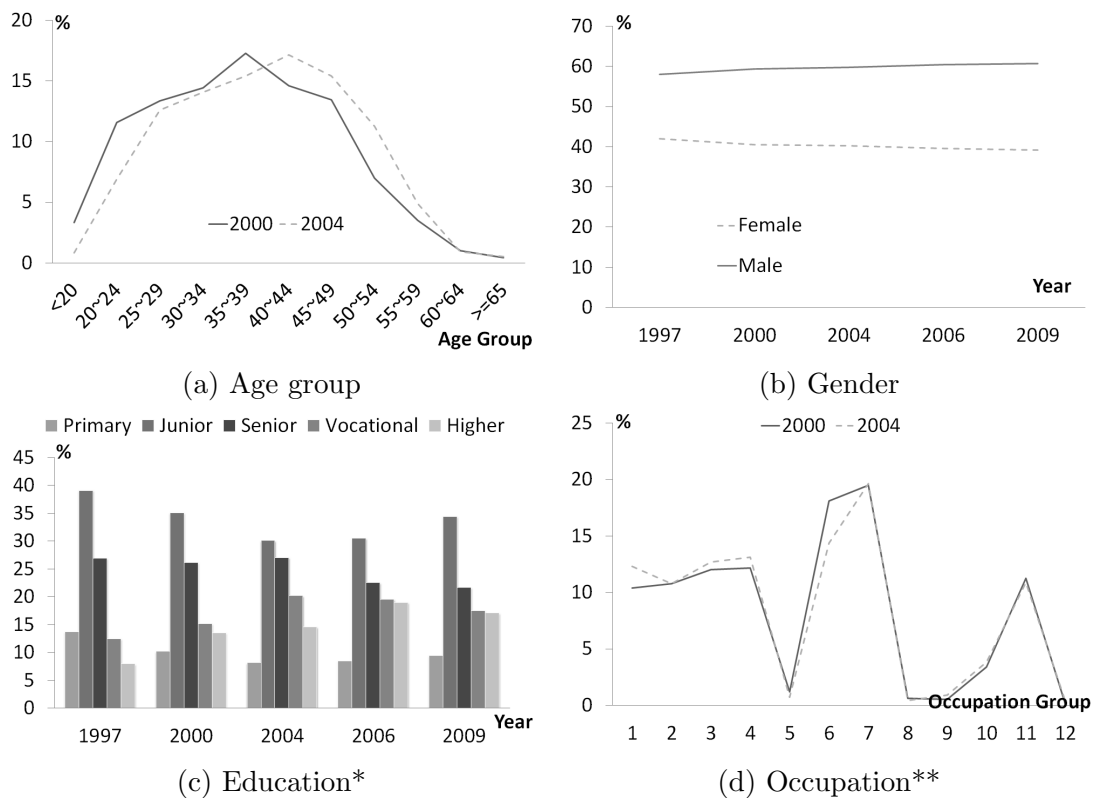 %
20
15
10
5
0
2000 2004
<20 20~24 25~29 30~34 35~39 40~44 45~49 50~54 55~59 60~64 >=65
Age Group
(a) Age group
%
70
60
50
40
30
20
10
0
Female
Male
Year
1997 2000 2004 2006 2009
(b) Gender
Primary Junior Senior Vocational Higher
%
45
40
35
30
25
20
15
10
5
0
Year
1997 2000 2004 2006 2009
(c) Education*
%
2000 2004
25
20
15
10
5
0
Occupation Group
1 2 3 4 5 6 7 8 9 10 11 12
(d) Occupation**